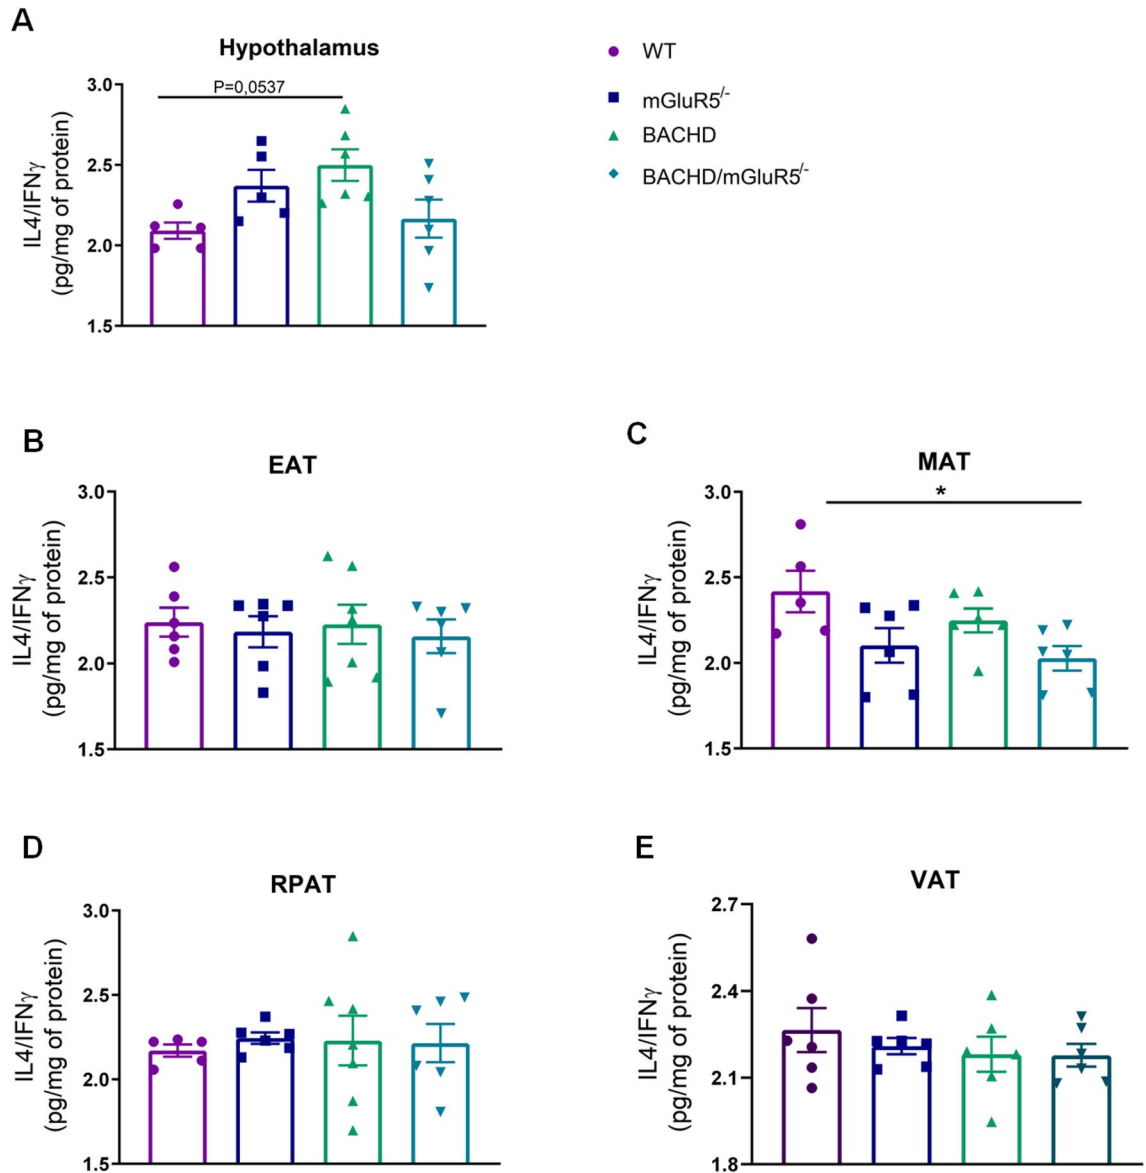 A
Hypothalamus
P=0,0537
IL4/IFNγ
(pg/mg of protein)
3.0
2.5
2.0
1.5
WT
mGluR5/-
BACHD
BACHD/mGluR5/-
B
EAT
IL4/IFNγ
(pg/mg of protein)
3.0
2.5
2.0
1.5
C
MAT
*
IL4/IFNγ
(pg/mg of protein)
3.0
2.5
2.0
1.5
D
RPAT
IL4/IFNγ
(pg/mg of protein)
3.0
2.5
2.0
1.5
E
VAT
IL4/IFNγ
(pg/mg of protein)
2.7
2.4
2.1
1.8